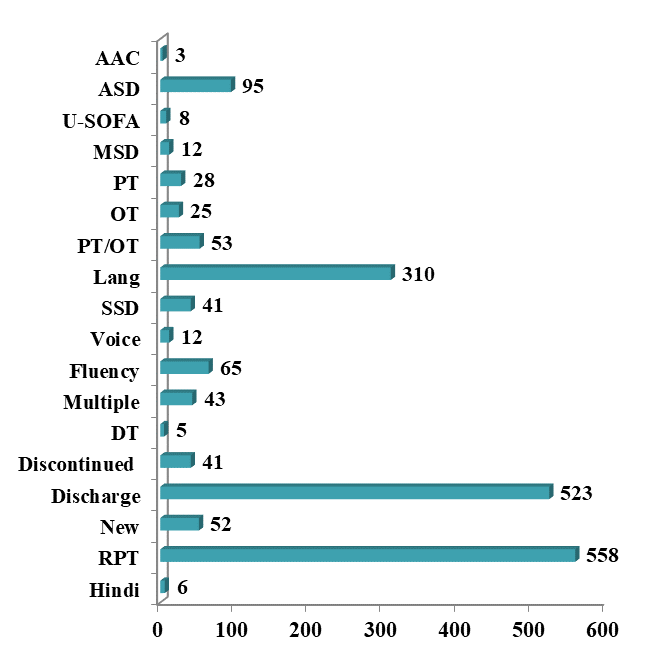 AAC 3
ASD 95
U-SOFA 8
MSD 12
PT 28
OT 25
PT/OT 53
Lang 310
SSD 41
Voice 12
Fluency 65
Multiple 43
DT 5
Discontinued 41
Discharge 523
New 52
RPT 558
Hindi 6
0 100 200 300 400 500 600